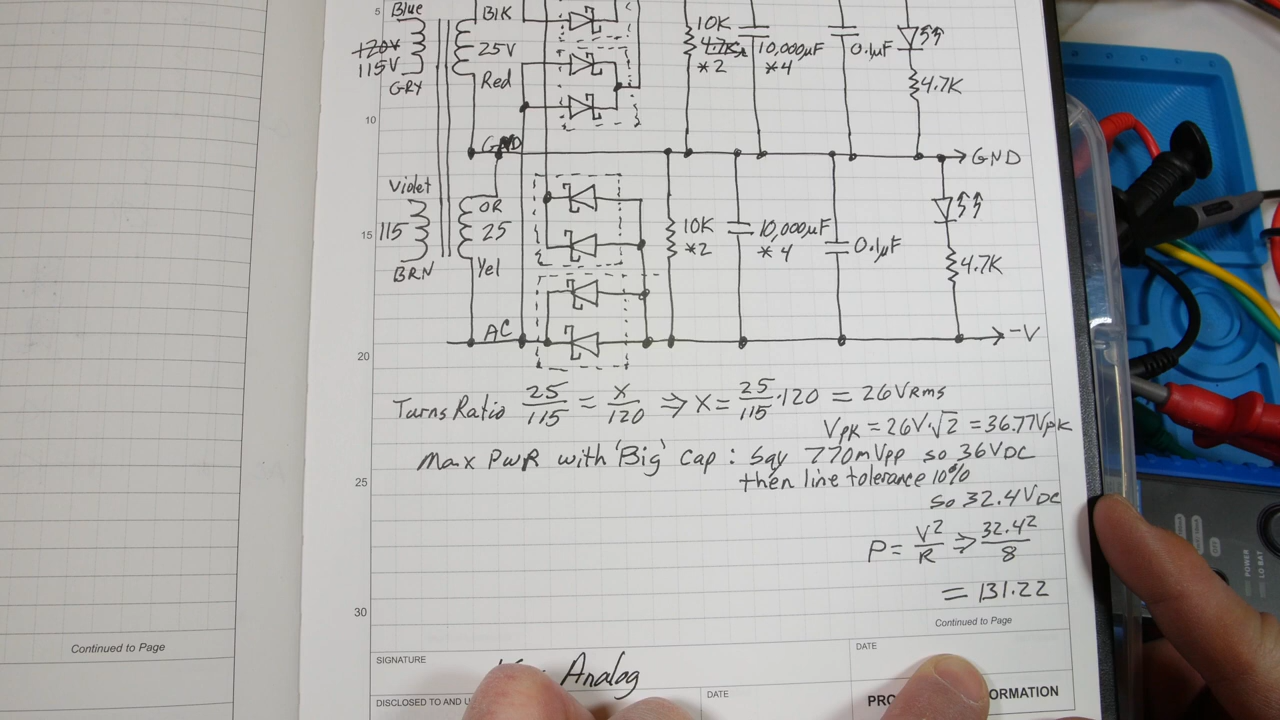 5
Blue
BlK
10K
4.7K
*2
10,000µF
*4
0.1µF
120V
115V
25V
GRY
Red
4.7K
10
GND
GND
Violet
OR
15
115
25
10K
*2
10,000µF
*4
0.1µF
4.7K
BRN
Yel
AC
-V
20
Turns Ratio 25/115 = X/120 ⇒ X = 25/115 · 120 = 26VRms
VPK = 26V·√2 = 36.77VpK
Max PWR with 'Big' Cap : Say 770mVpp so 36VDC
25
then line tolerance 10%
so 32.4VDC
P = V²/R ⇒ 32.4²/8
= 131.22
30
Continued to Page
Continued to Page
SIGNATURE
Analog
DATE
DISCLOSED TO AND U
DATE
PRO
ORMATION
POWER
LO BAT
OFF